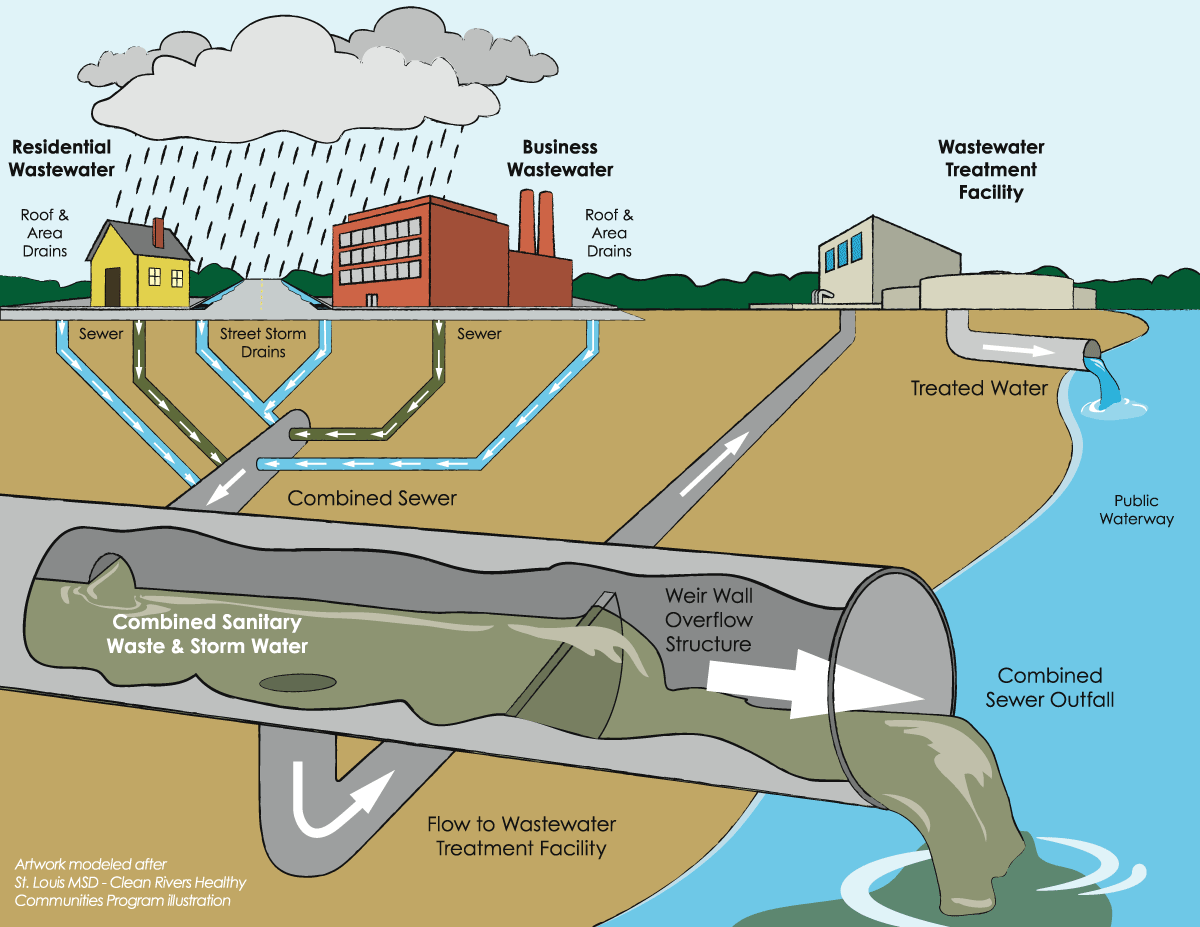 Residential
Wastewater
Business
Wastewater
Wastewater
Treatment
Facility
Roof &
Area
Drains
Roof &
Area
Drains
Sewer
Street Storm
Drains
Sewer
Treated Water
Combined Sewer
Public
Waterway
Weir Wall
Overflow
Structure
Combined Sanitary
Waste & Storm Water
Combined
Sewer Outfall
Flow to Wastewater
Treatment Facility
Artwork modeled after
St. Louis MSD - Clean Rivers Healthy
Communities Program illustration